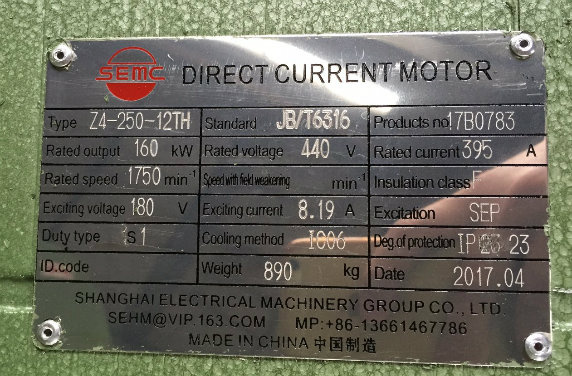 SEMC DIRECT CURRENT MOTOR
Type Z4-250-12TH Standard JB/T6316 Products no 17B0783
Rated output 160 kW Rated voltage 440 V Rated current 395 A
Rated speed 1750 min⁻¹ Speed with field weakening min⁻¹ Insulation class F
Exciting voltage 180 V Exciting current 8.19 A Excitation SEP
Duty type S1 Cooling method IC06 Deg.of protection IP 23
ID.code Weight 890 kg Date 2017.04
SHANGHAI ELECTRICAL MACHINERY GROUP CO., LTD
SEHM@VIP.163.COM MP:+86-13661467786
MADE IN CHINA 中国制造